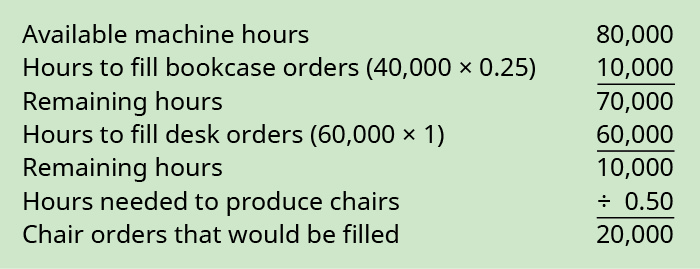 Available machine hours 80,000
Hours to fill bookcase orders (40,000 × 0.25) 10,000
Remaining hours 70,000
Hours to fill desk orders (60,000 × 1) 60,000
Remaining hours 10,000
Hours needed to produce chairs ÷ 0.50
Chair orders that would be filled 20,000